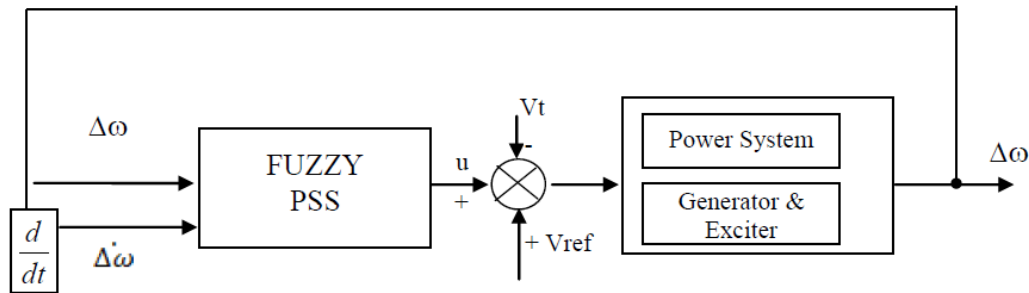 Vt
-
Power System
Δω
Δω
FUZZY
PSS
u
+
Generator &
Exciter
d
dt
Δω̇
+ Vref